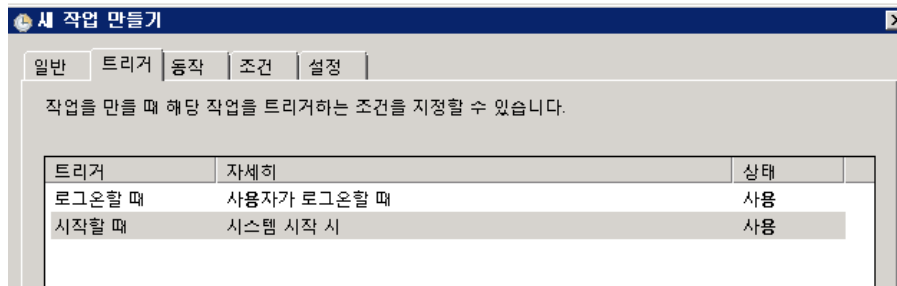 새 작업 만들기
일반 트리거 동작 조건 설정
작업을 만들 때 해당 작업을 트리거하는 조건을 지정할 수 있습니다.
트리거 자세히 상태
로그온할 때 사용자가 로그온할 때 사용
시작할 때 시스템 시작 시 사용